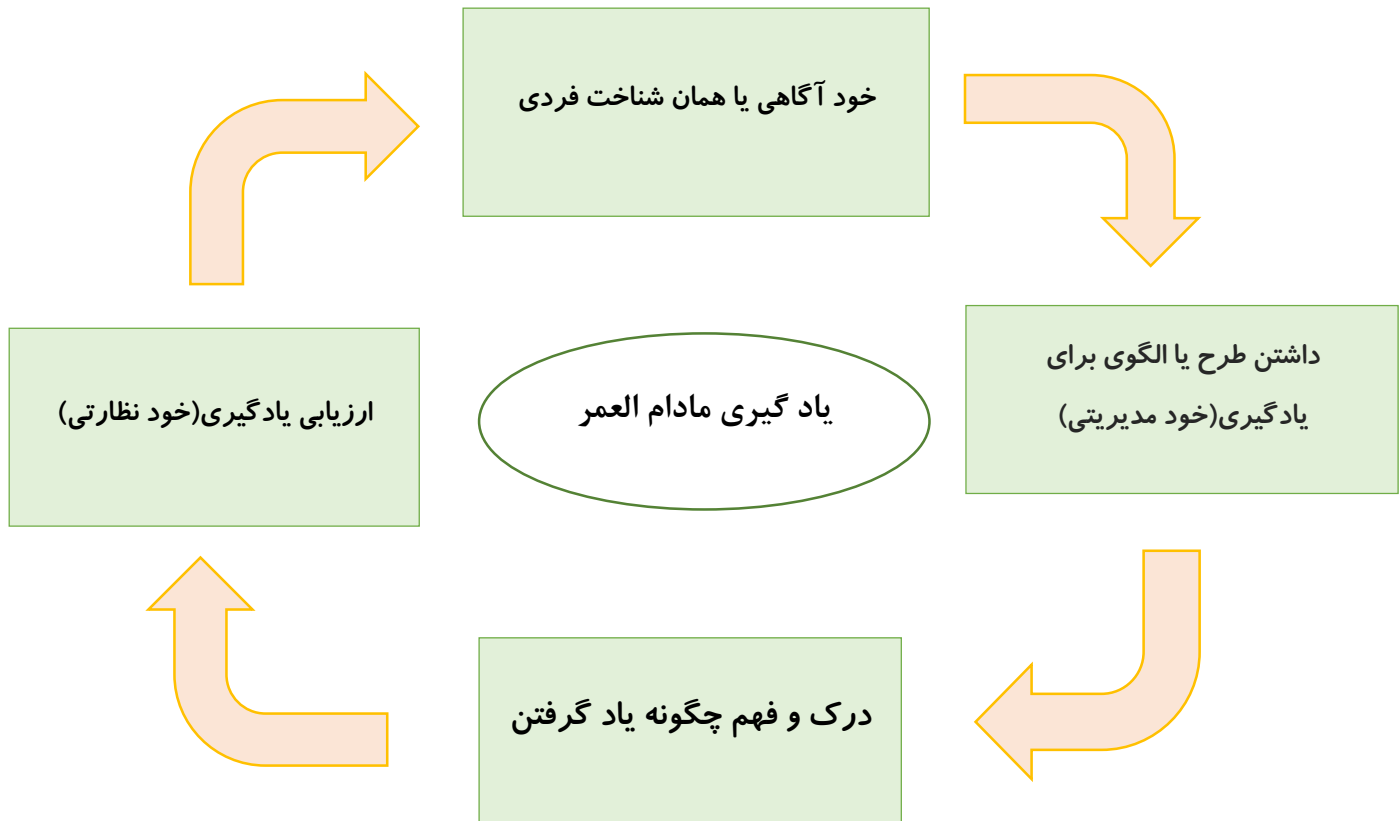 خود آگاهی یا همان شناخت فردی
داشتن طرح یا الگوی برای
یادگیری(خود مدیریتی)
یاد گیری مادام العمر
ارزیابی یادگیری(خود نظارتی)
درک و فهم چگونه یاد گرفتن